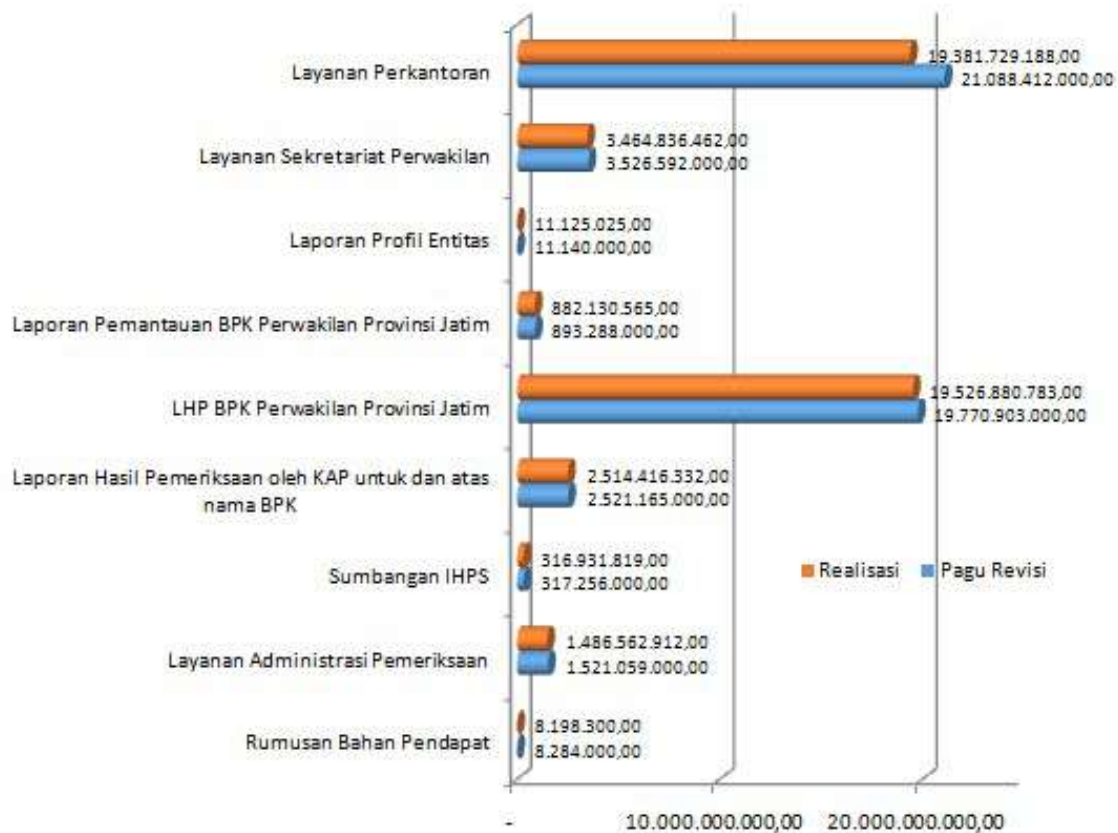 Layanan Perkantoran
19.381.729.188,00
21.088.412.000,00
Layanan Sekretariat Perwakilan
3.464.836.462,00
3.526.592.000,00
Laporan Profil Entitas
11.125.025,00
11.140.000,00
Laporan Pemantauan BPK Perwakilan Provinsi Jatim
882.130.565,00
893.288.000,00
LHP BPK Perwakilan Provinsi Jatim
19.526.880.783,00
19.770.903.000,00
Laporan Hasil Pemeriksaan oleh KAP untuk dan atas
nama BPK
2.514.416.332,00
2.521.165.000,00
Sumbangan IHPS
316.931.819,00
317.256.000,00
Realisasi
Pagu Revisi
Layanan Administrasi Pemeriksaan
1.486.562.912,00
1.521.059.000,00
Rumusan Bahan Pendapat
8.198.300,00
8.284.000,00
-
10.000.000.000,00
20.000.000.000,00